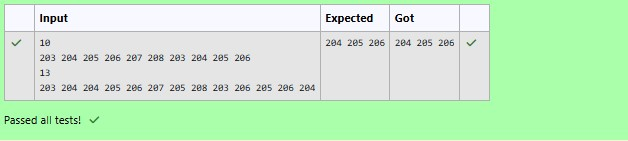 Input Expected Got
10 204 205 206 204 205 206
203 204 205 206 207 208 203 204 205 206
13
203 204 204 205 206 207 205 208 203 206 205 206 204
Passed all tests!